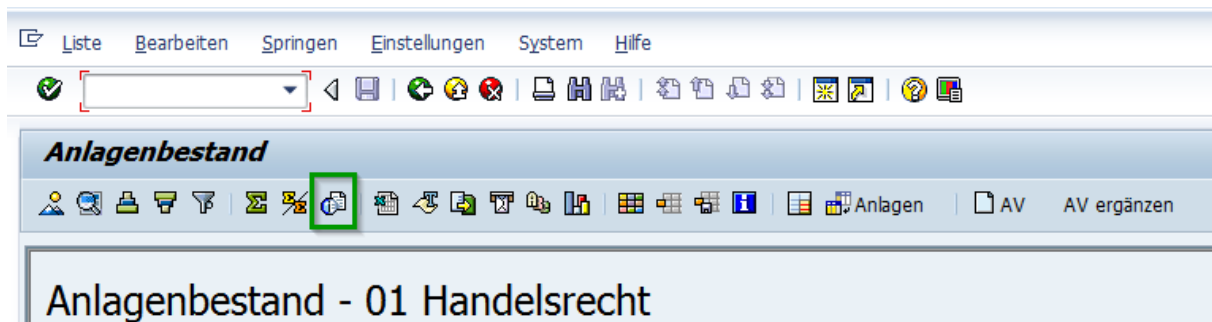 Liste Bearbeiten Springen Einstellungen System Hilfe
Anlagenbestand
Anlagen AV AV ergänzen
Anlagenbestand - 01 Handelsrecht